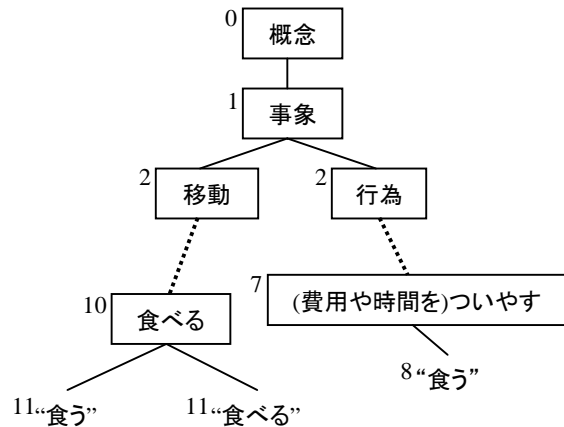 0 概念
1 事象
2 移動 2 行為
10 食べる 7 (費用や時間を)ついやす
11“食う” 11“食べる” 8“食う”